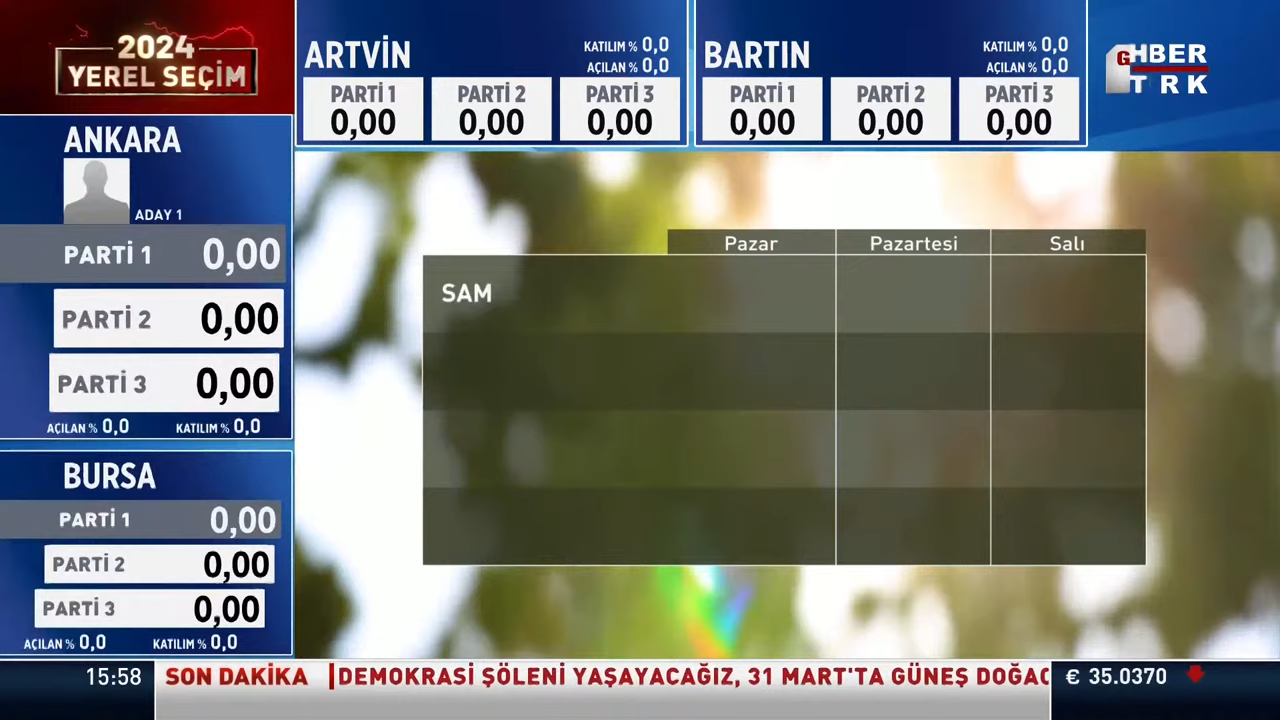 2024
YEREL SEÇİM
ARTVİN
KATILIM % 0,0
AÇILAN % 0,0
PARTİ 1 PARTİ 2 PARTİ 3
0,00 0,00 0,00
BARTIN
KATILIM % 0,0
AÇILAN % 0,0
PARTİ 1 PARTİ 2 PARTİ 3
0,00 0,00 0,00
G HBER
T RK
ANKARA
ADAY 1
PARTİ 1 0,00
PARTİ 2 0,00
PARTİ 3 0,00
AÇILAN % 0,0 KATILIM % 0,0
BURSA
PARTİ 1 0,00
PARTİ 2 0,00
PARTİ 3 0,00
AÇILAN % 0,0 KATILIM % 0,0
Pazar Pazartesi Salı
SAM
15:58 SON DAKİKA DEMOKRASİ ŞÖLENİ YAŞAYACAĞIZ, 31 MART'TA GÜNEŞ DOĞAC € 35.0370